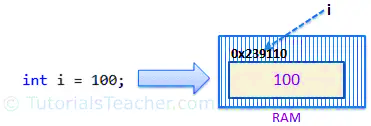 i
0x239110
int i = 100;
100
© TutorialsTeacher.com
RAM